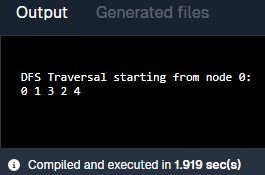 Output Generated files
DFS Traversal starting from node 0:
0 1 3 2 4
Compiled and executed in 1.919 sec(s)